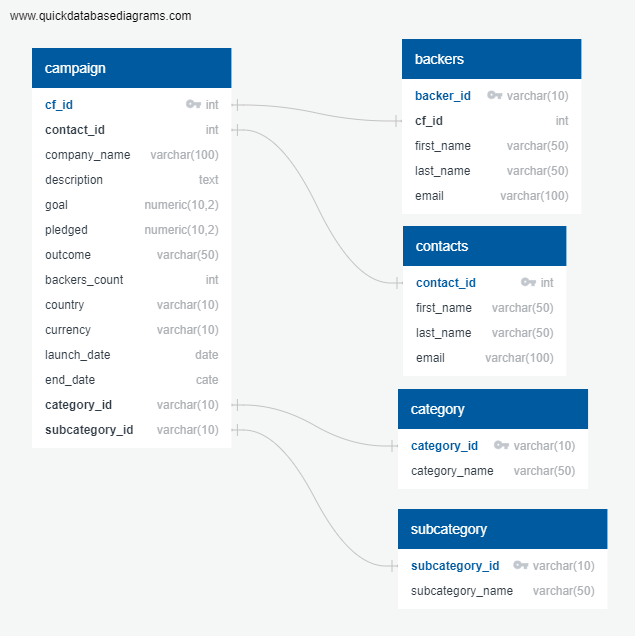 www.quickdatabasediagrams.com
campaign
cf_id int
contact_id int
company_name varchar(100)
description text
goal numeric(10,2)
pledged numeric(10,2)
outcome varchar(50)
backers_count int
country varchar(10)
currency varchar(10)
launch_date date
end_date cate
category_id varchar(10)
subcategory_id varchar(10)
backers
backer_id varchar(10)
cf_id int
first_name varchar(50)
last_name varchar(50)
email varchar(100)
contacts
contact_id int
first_name varchar(50)
last_name varchar(50)
email varchar(100)
category
category_id varchar(10)
category_name varchar(50)
subcategory
subcategory_id varchar(10)
subcategory_name varchar(50)